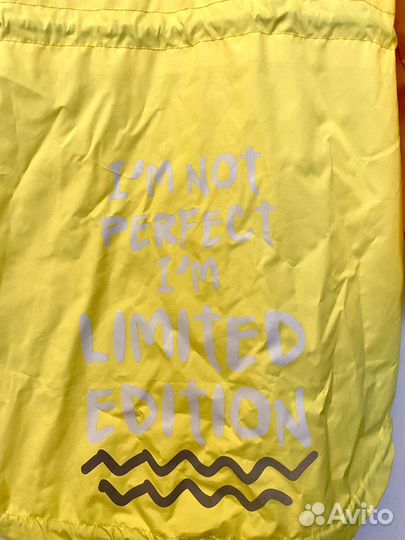 I'M NOT
PERFECT
I'M
LIMITED
EDITION
Avito